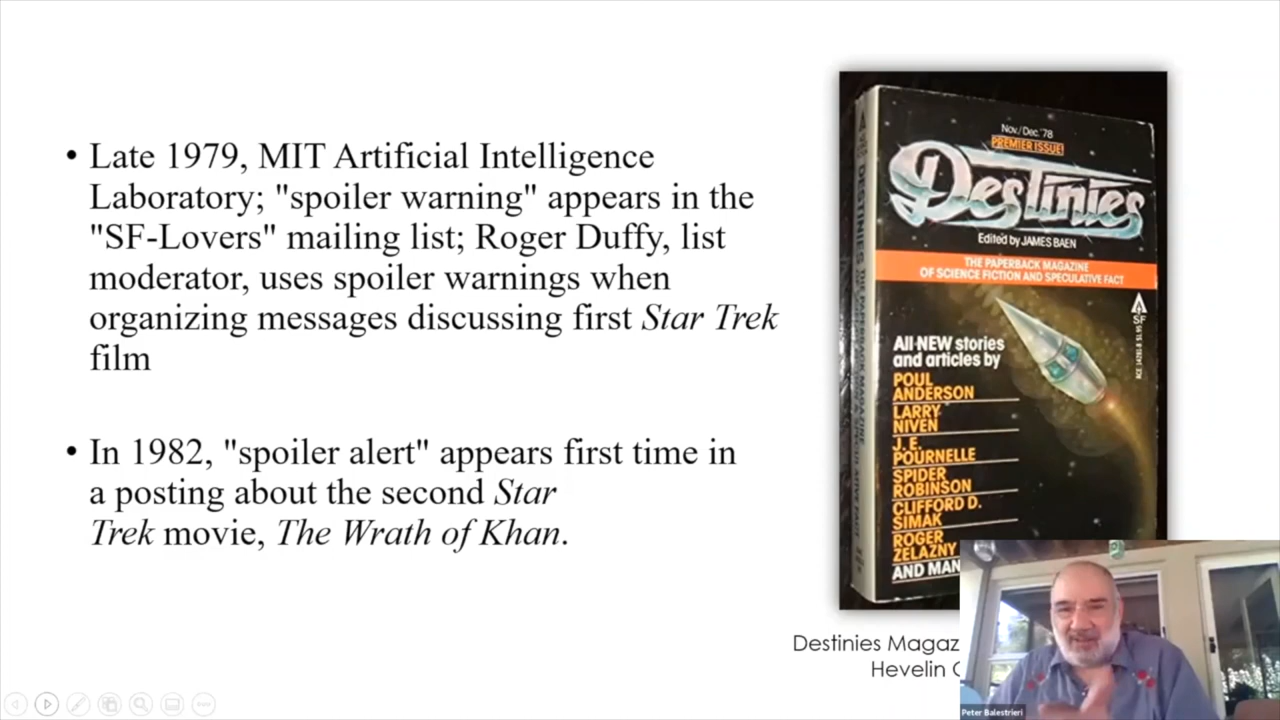 • Late 1979, MIT Artificial Intelligence
Laboratory; "spoiler warning" appears in the
"SF-Lovers" mailing list; Roger Duffy, list
moderator, uses spoiler warnings when
organizing messages discussing first Star Trek
film
• In 1982, "spoiler alert" appears first time in
a posting about the second Star
Trek movie, The Wrath of Khan.
Nov./Dec. '78
PREMIER ISSUE!
Destinies
Edited by JAMES BAEN
THE PAPERBACK MAGAZINE
OF SCIENCE FICTION AND SPECULATIVE FACT
SF
All NEW stories
and articles by
POUL
ANDERSON
LARRY
NIVEN
J. E.
POURNELLE
SPIDER
ROBINSON
CLIFFORD D.
SIMAK
ROGER
ZELAZNY
AND
DESTINIES
Destinies
Hevelin
Peter Balestrieri